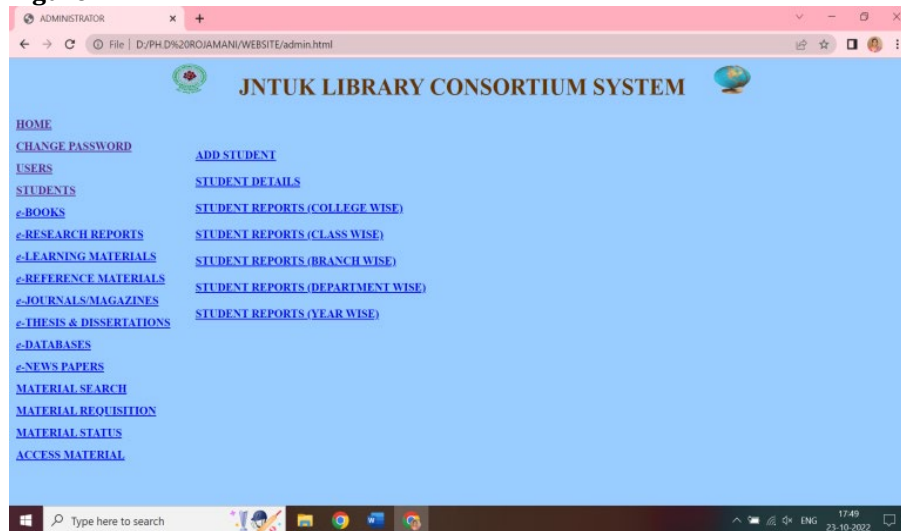 ADMINISTRATOR
File | D:/PH.D%20ROJAMANI/WEBSITE/admin.html
JNTUK LIBRARY CONSORTIUM SYSTEM
HOME
CHANGE PASSWORD
USERS
STUDENTS
e-BOOKS
e-RESEARCH REPORTS
e-LEARNING MATERIALS
e-REFERENCE MATERIALS
e-JOURNALS/MAGAZINES
e-THESIS & DISSERTATIONS
e-DATABASES
e-NEWS PAPERS
MATERIAL SEARCH
MATERIAL REQUISITION
MATERIAL STATUS
ACCESS MATERIAL
ADD STUDENT
STUDENT DETAILS
STUDENT REPORTS (COLLEGE WISE)
STUDENT REPORTS (CLASS WISE)
STUDENT REPORTS (BRANCH WISE)
STUDENT REPORTS (DEPARTMENT WISE)
STUDENT REPORTS (YEAR WISE)
Type here to search
ENG
17:49
23-10-2022